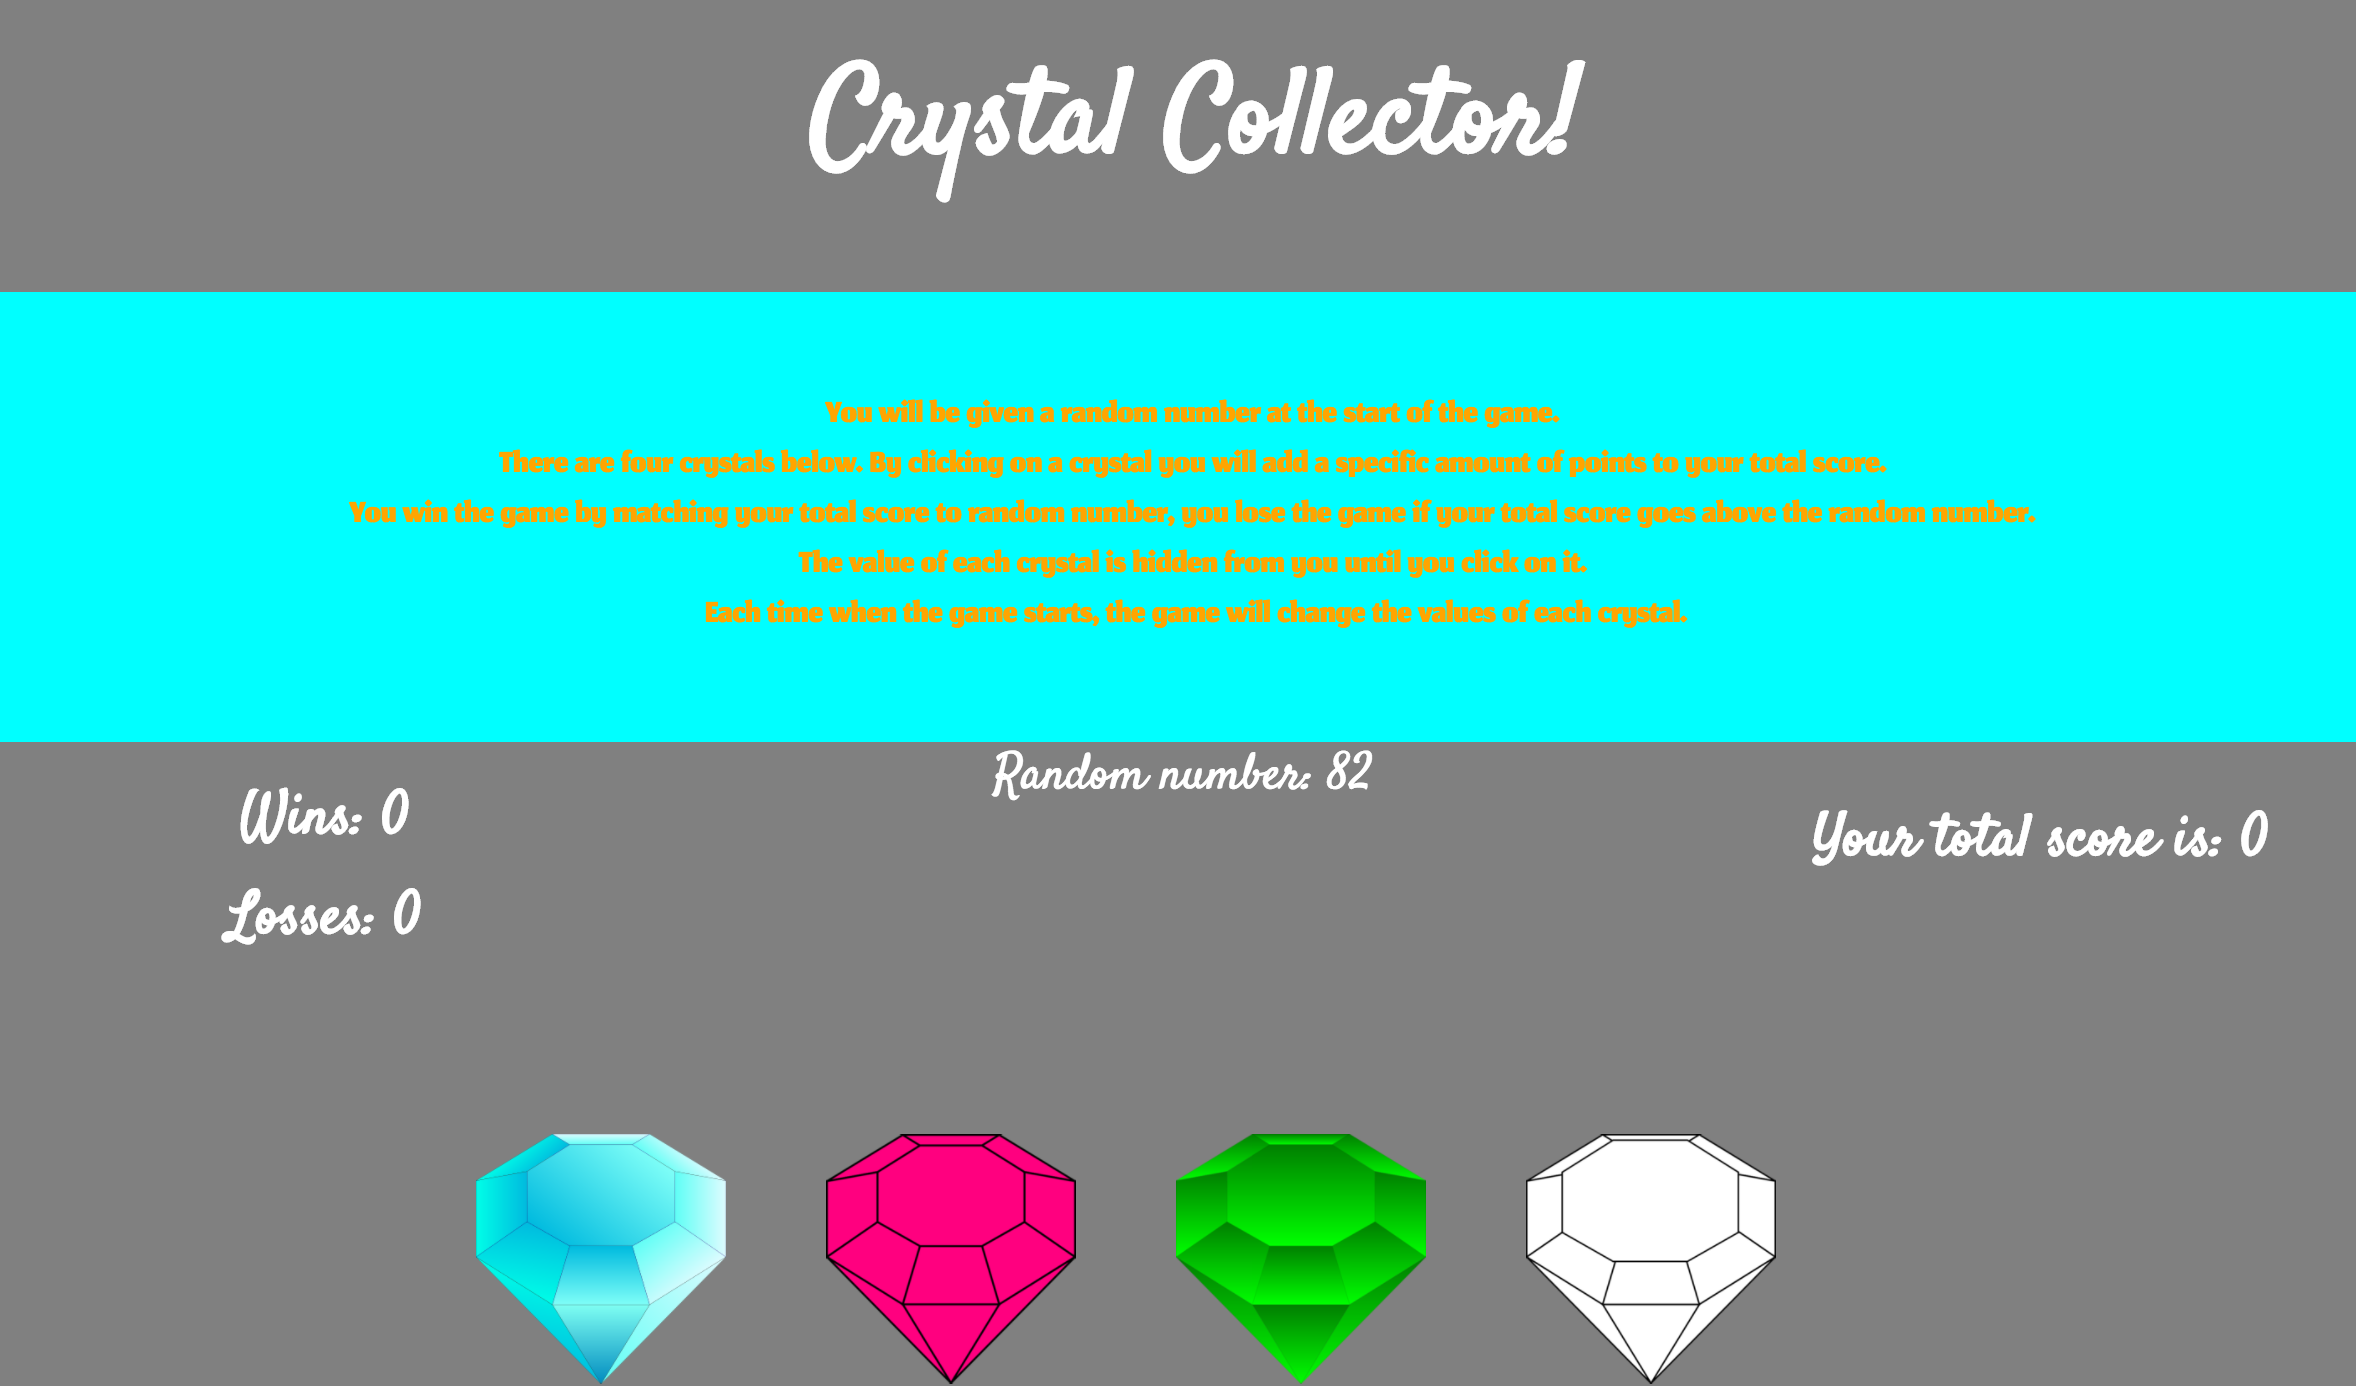 Crystal Collector!
You will be given a random number at the start of the game.
There are four crystals below. By clicking on a crystal you will add a specific amount of points to your total score.
You win the game by matching your total score to random number, you lose the game if your total score goes above the random number.
The value of each crystal is hidden from you until you click on it.
Each time when the game starts, the game will change the values of each crystal.
Random number: 82
Wins: 0
Your total score is: 0
Losses: 0